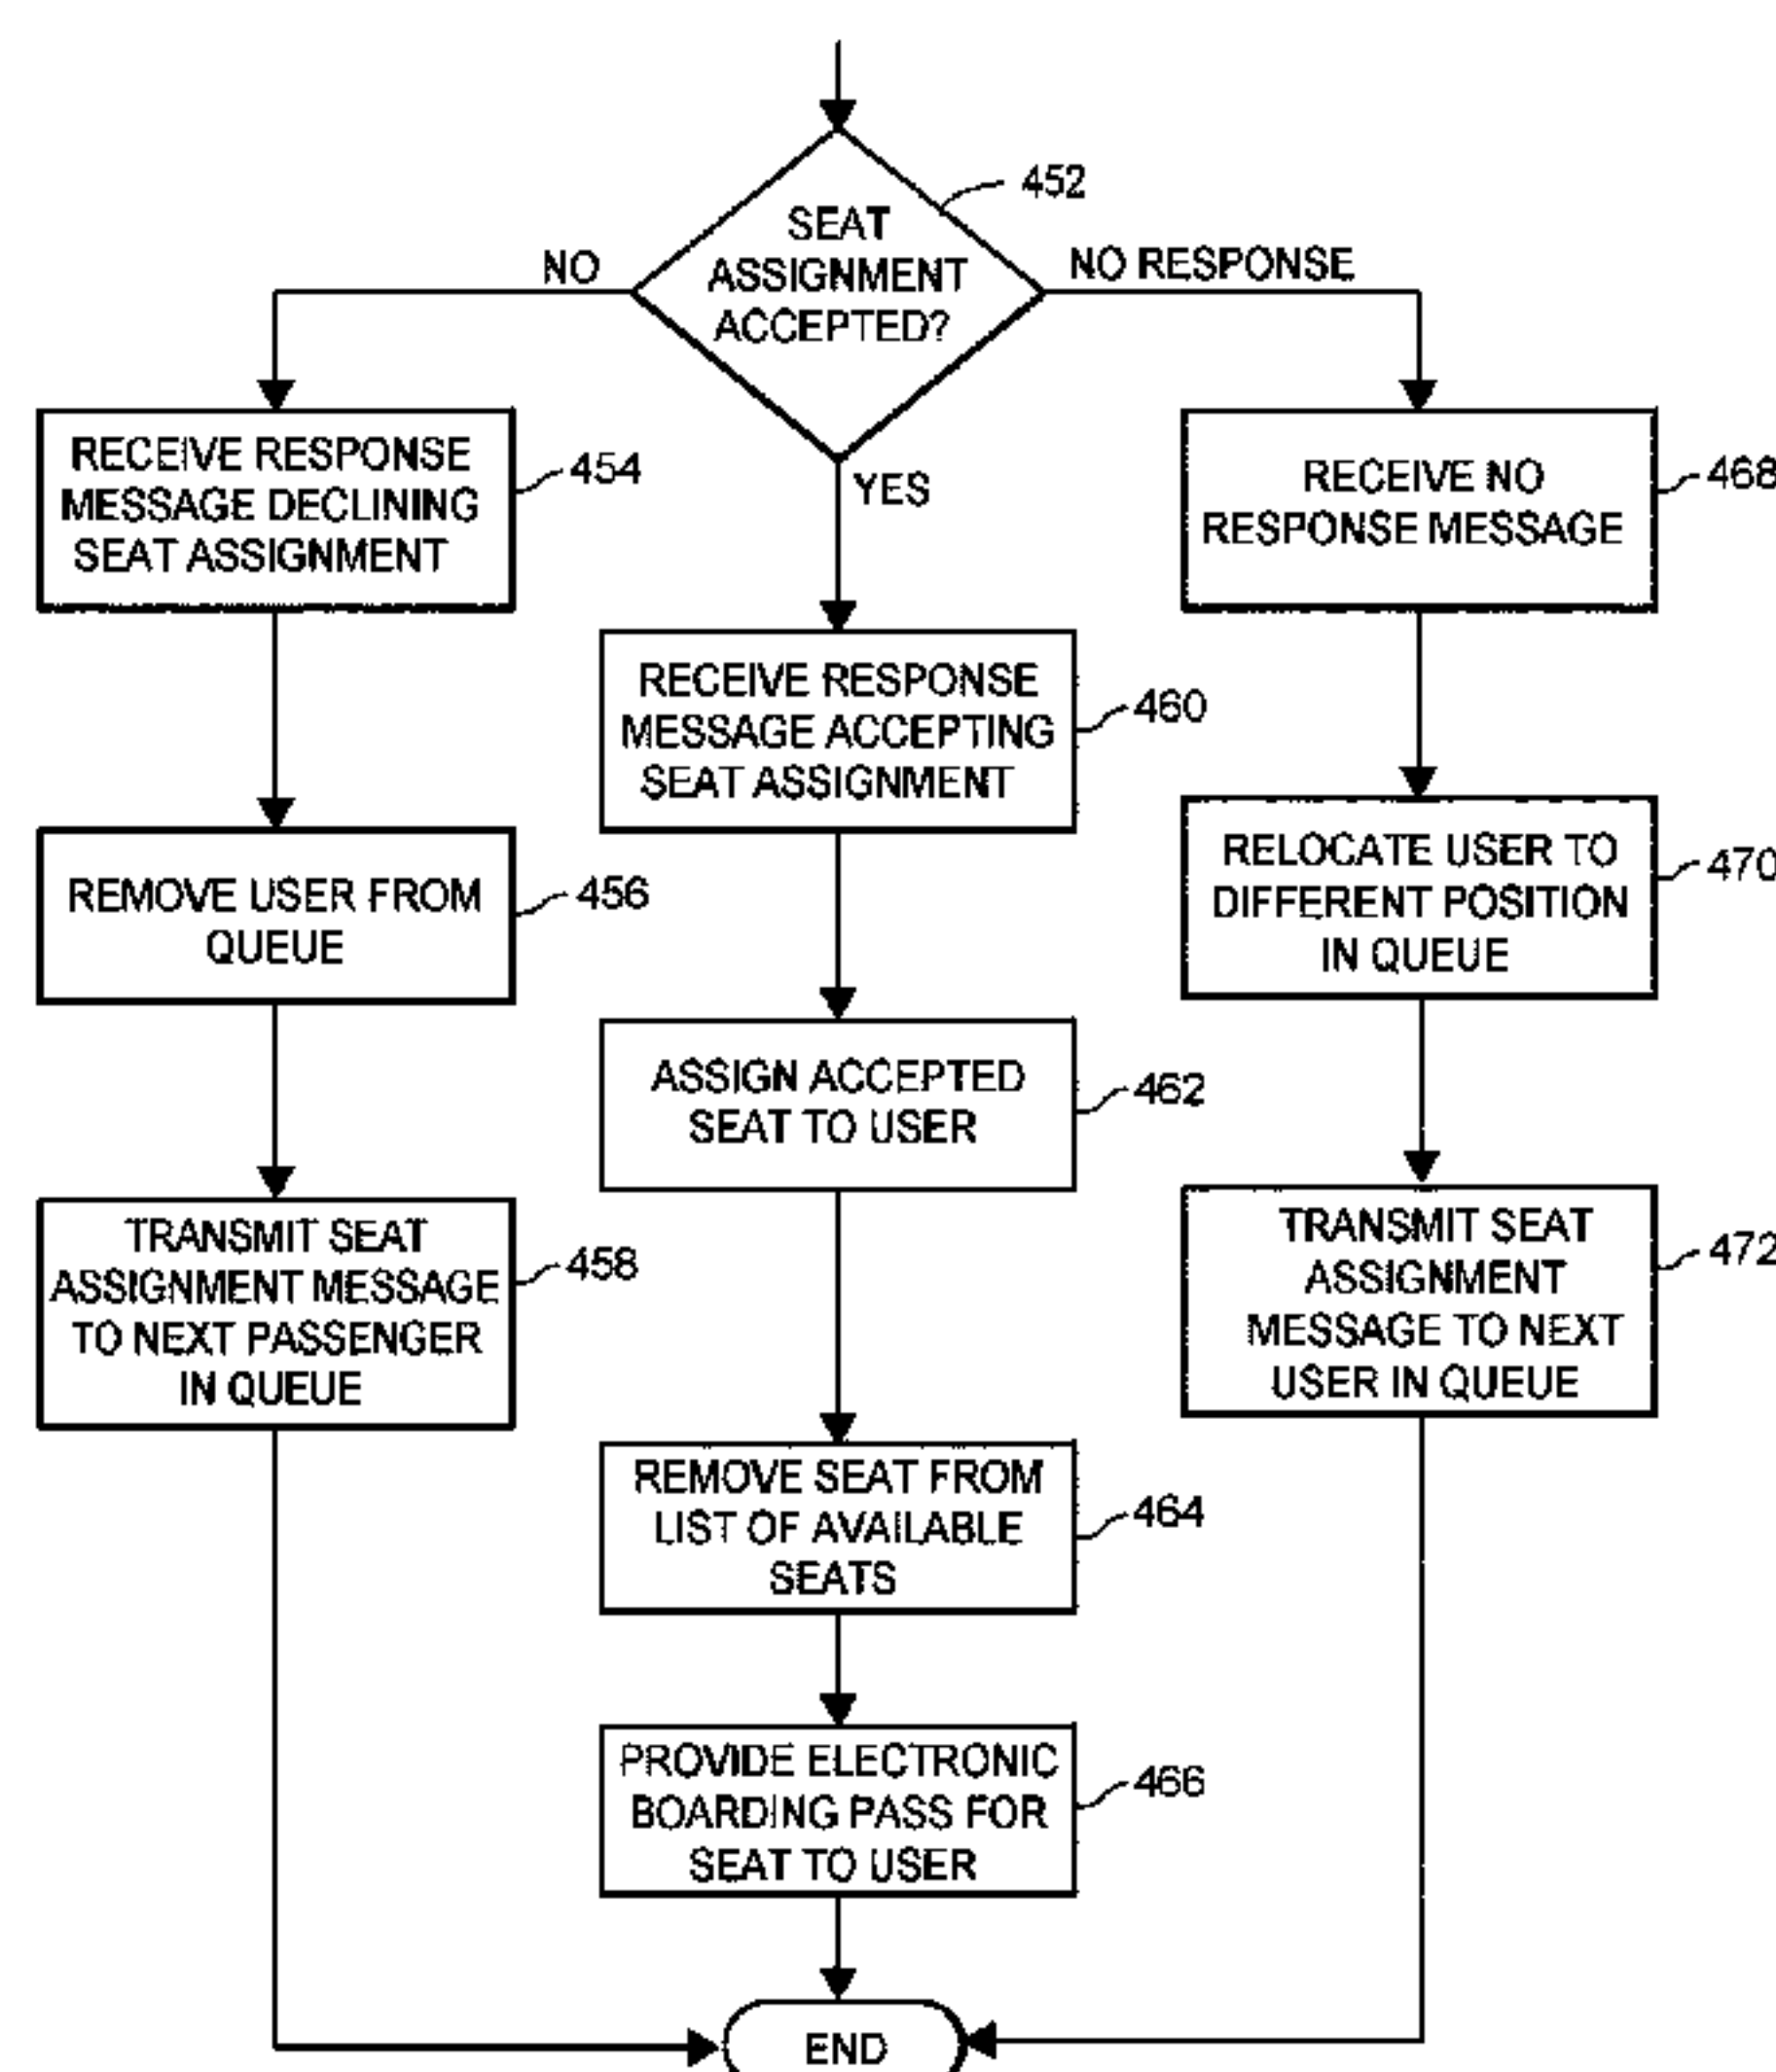 452
SEAT
ASSIGNMENT
ACCEPTED?
NO
NO RESPONSE
YES
RECEIVE RESPONSE
MESSAGE DECLINING
SEAT ASSIGNMENT
454
REMOVE USER FROM
QUEUE
456
TRANSMIT SEAT
ASSIGNMENT MESSAGE
TO NEXT PASSENGER
IN QUEUE
458
RECEIVE RESPONSE
MESSAGE ACCEPTING
SEAT ASSIGNMENT
460
ASSIGN ACCEPTED
SEAT TO USER
462
REMOVE SEAT FROM
LIST OF AVAILABLE
SEATS
464
PROVIDE ELECTRONIC
BOARDING PASS FOR
SEAT TO USER
466
RECEIVE NO
RESPONSE MESSAGE
468
RELOCATE USER TO
DIFFERENT POSITION
IN QUEUE
470
TRANSMIT SEAT
ASSIGNMENT
MESSAGE TO NEXT
USER IN QUEUE
472
END